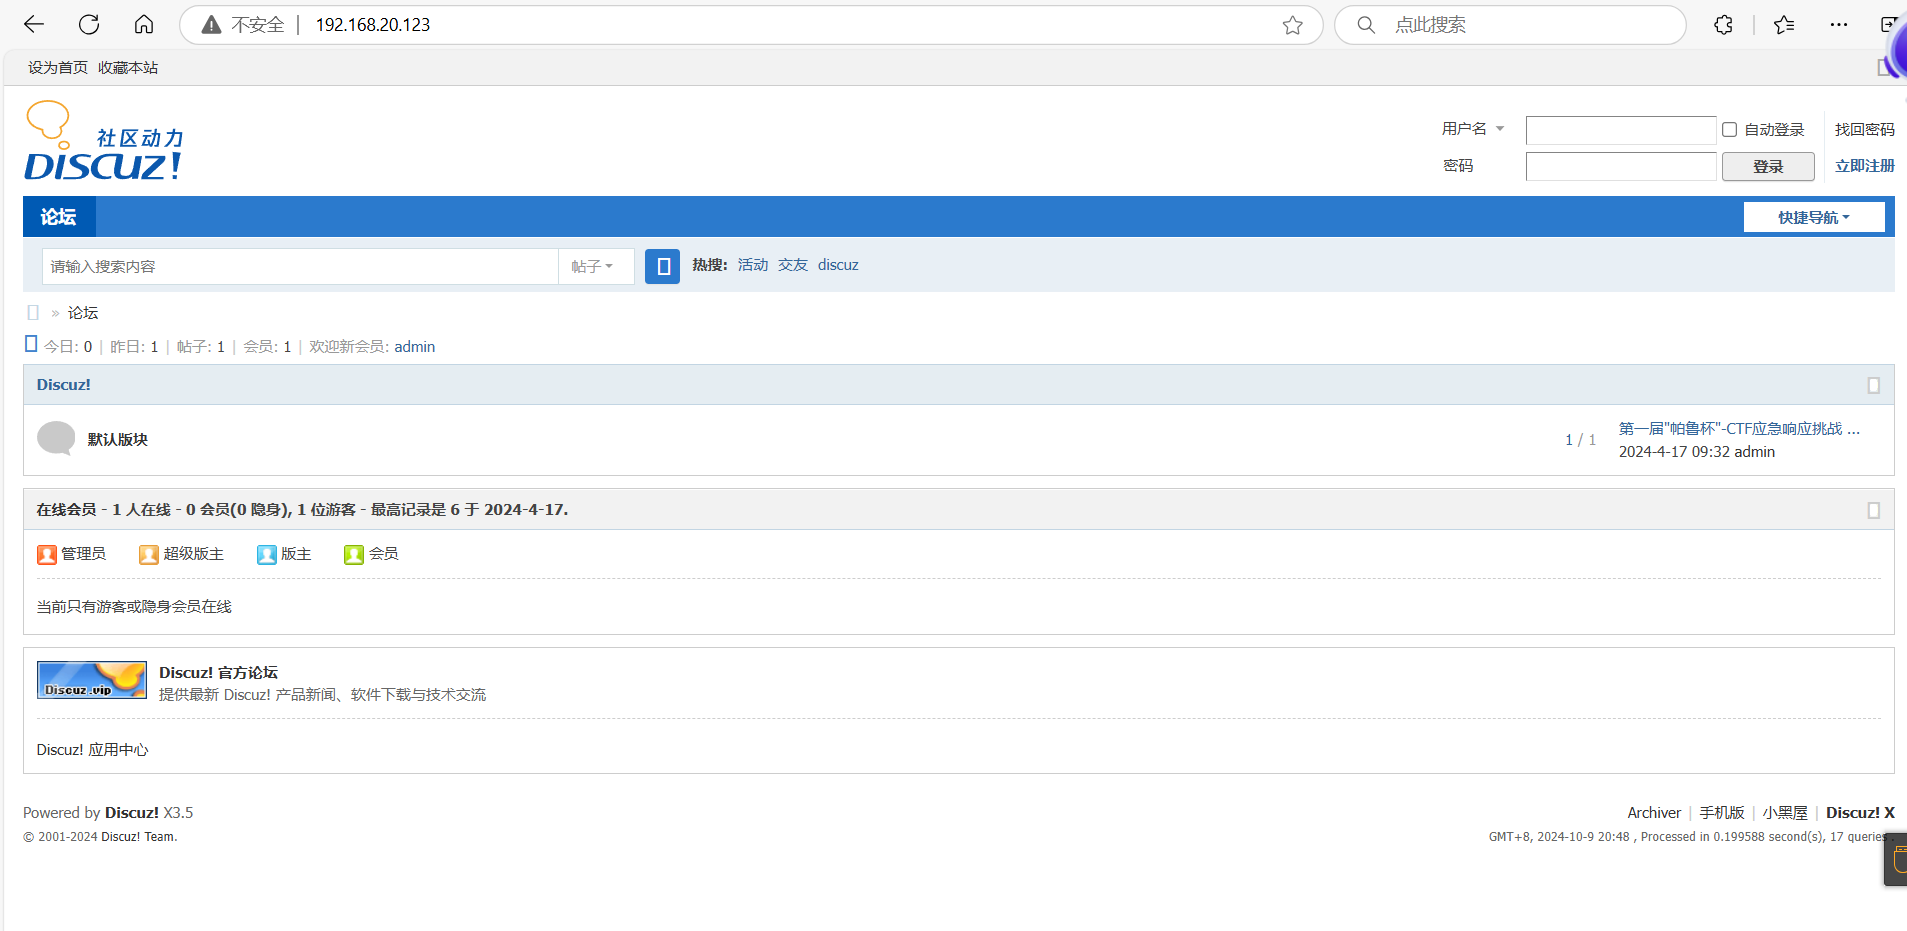 不安全 | 192.168.20.123 点此搜索
设为首页 收藏本站
社区动力
DISCUZ!
用户名 自动登录 找回密码
密码 登录 立即注册
论坛 快捷导航
请输入搜索内容 帖子 热搜: 活动 交友 discuz
» 论坛
今日: 0 | 昨日: 1 | 帖子: 1 | 会员: 1 | 欢迎新会员: admin
Discuz!
默认版块 1 / 1 第一届"帕鲁杯"-CTF应急响应挑战 ...
2024-4-17 09:32 admin
在线会员 - 1 人在线 - 0 会员(0 隐身), 1 位游客 - 最高记录是 6 于 2024-4-17.
管理员 超级版主 版主 会员
当前只有游客或隐身会员在线
Discuz.vip
Discuz! 官方论坛
提供最新 Discuz! 产品新闻、软件下载与技术交流
Discuz! 应用中心
Powered by Discuz! X3.5 Archiver | 手机版 | 小黑屋 | Discuz! X
© 2001-2024 Discuz! Team. GMT+8, 2024-10-9 20:48 , Processed in 0.199588 second(s), 17 queries